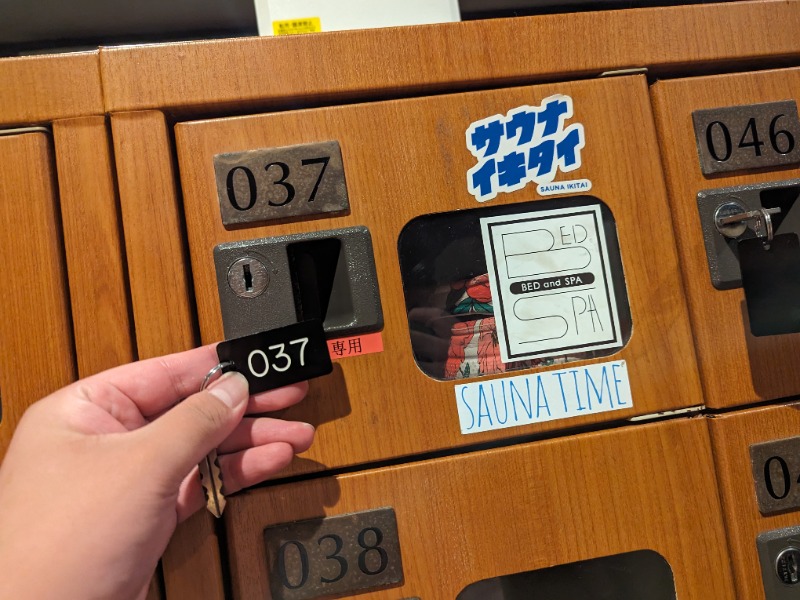 037
サウナ
イキタイ
SAUNA IKITAI
046
BED
BED and SPA
SPA
037
専用
SAUNA TIME
038